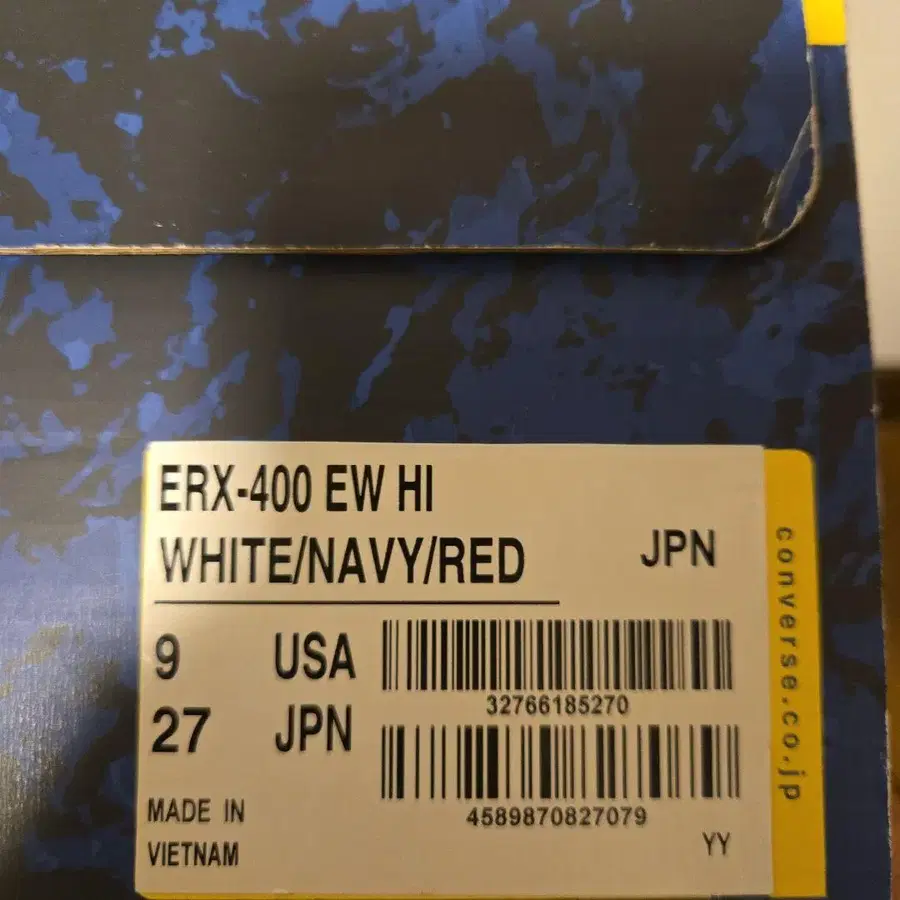 ERX-400 EW HI
WHITE/NAVY/RED
JPN
9 USA
32766185270
27 JPN
4589870827079
MADE IN
VIETNAM
YY
converse.co.jp